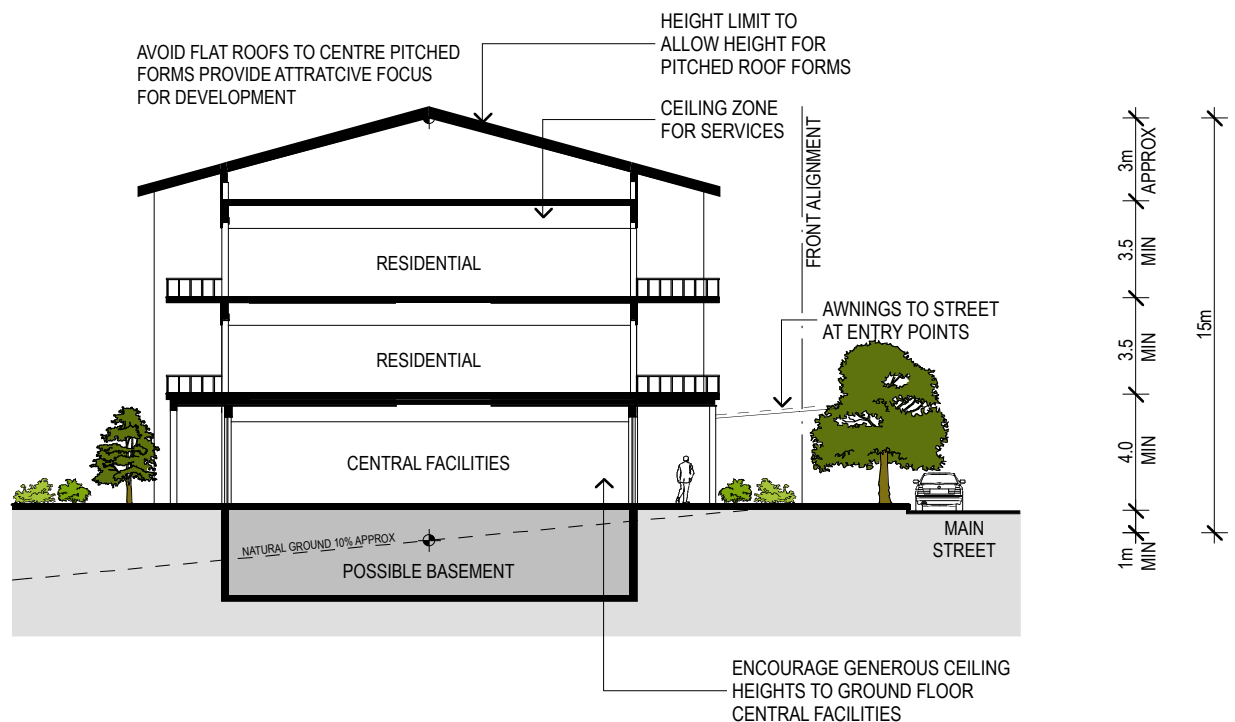 HEIGHT LIMIT TO
ALLOW HEIGHT FOR
PITCHED ROOF FORMS
AVOID FLAT ROOFS TO CENTRE PITCHED
FORMS PROVIDE ATTRATCIVE FOCUS
FOR DEVELOPMENT
CEILING ZONE
FOR SERVICES
FRONT ALIGNMENT
3m
APPROX
RESIDENTIAL
3.5
MIN
AWNINGS TO STREET
AT ENTRY POINTS
15m
RESIDENTIAL
3.5
MIN
CENTRAL FACILITIES
4.0
MIN
MAIN
STREET
NATURAL GROUND 10% APPROX
1m
MIN
POSSIBLE BASEMENT
ENCOURAGE GENEROUS CEILING
HEIGHTS TO GROUND FLOOR
CENTRAL FACILITIES